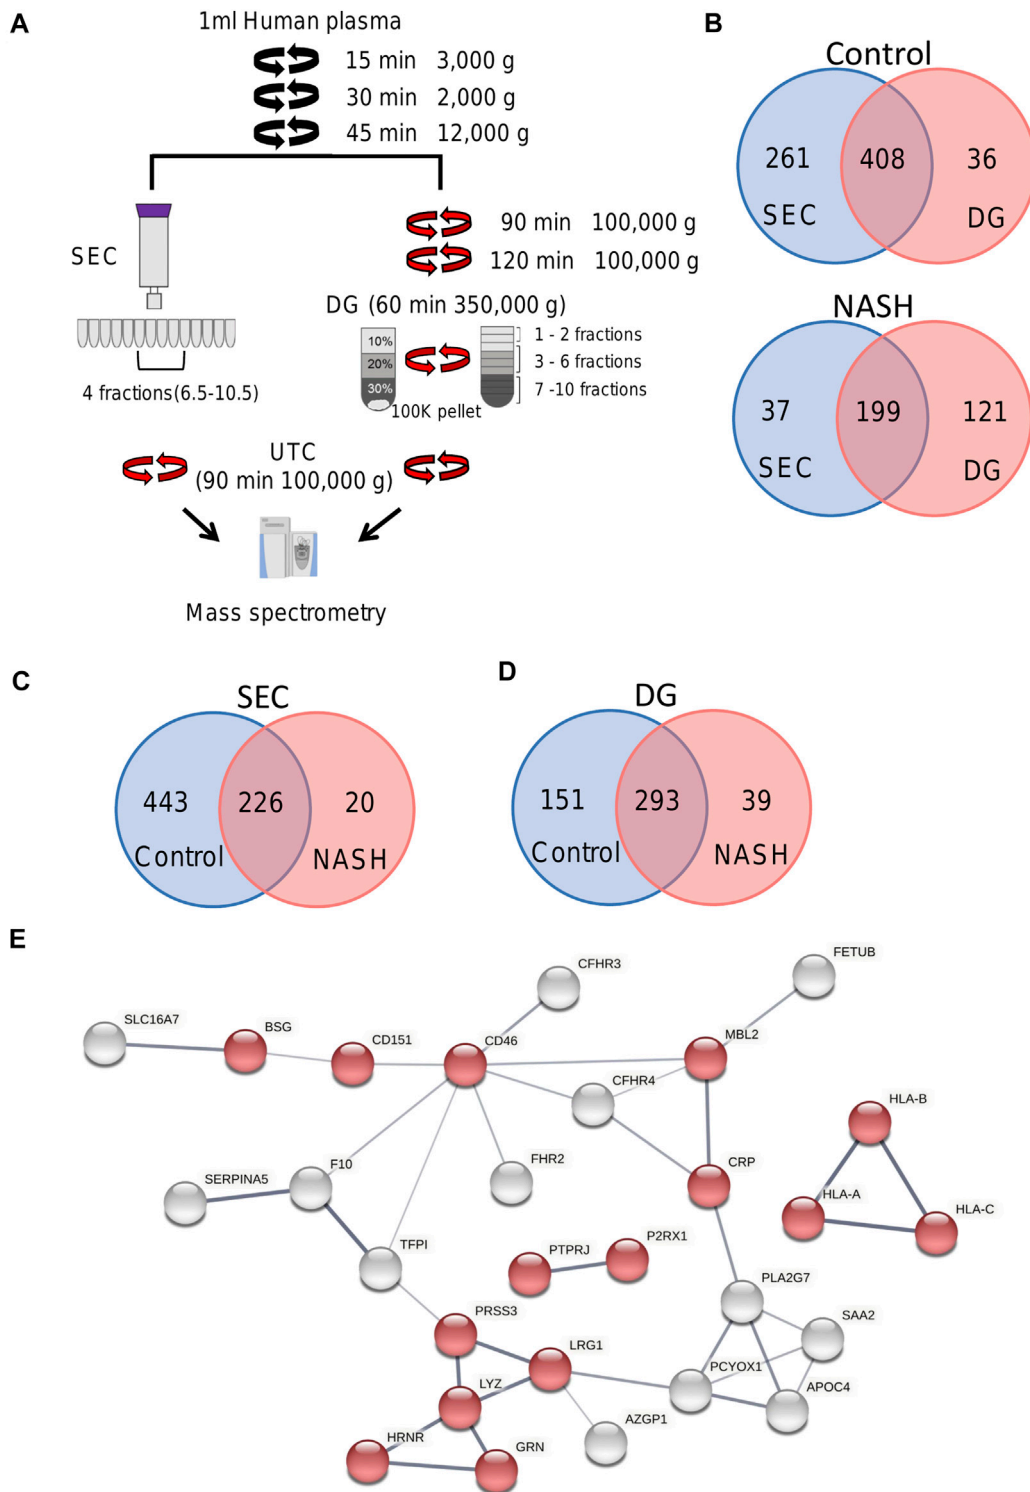 A
1ml Human plasma
15 min 3,000 g
30 min 2,000 g
45 min 12,000 g
SEC
4 fractions(6.5-10.5)
90 min 100,000 g
120 min 100,000 g
DG (60 min 350,000 g)
10%
20%
30%
100K pellet
1 - 2 fractions
3 - 6 fractions
7 -10 fractions
UTC
(90 min 100,000 g)
Mass spectrometry
B
Control
261 408 36
SEC DG
NASH
37 199 121
SEC DG
C
SEC
443 226 20
Control NASH
D
DG
151 293 39
Control NASH
E
CFHR3
FETUB
SLC16A7
BSG
CD151
CD46
MBL2
CFHR4
HLA-B
SERPINA5
F10
FHR2
CRP
HLA-A
HLA-C
TFPI
PTPRJ
P2RX1
PLA2G7
PRSS3
SAA2
LRG1
PCYOX1
LYZ
APOC4
AZGP1
HRNR
GRN